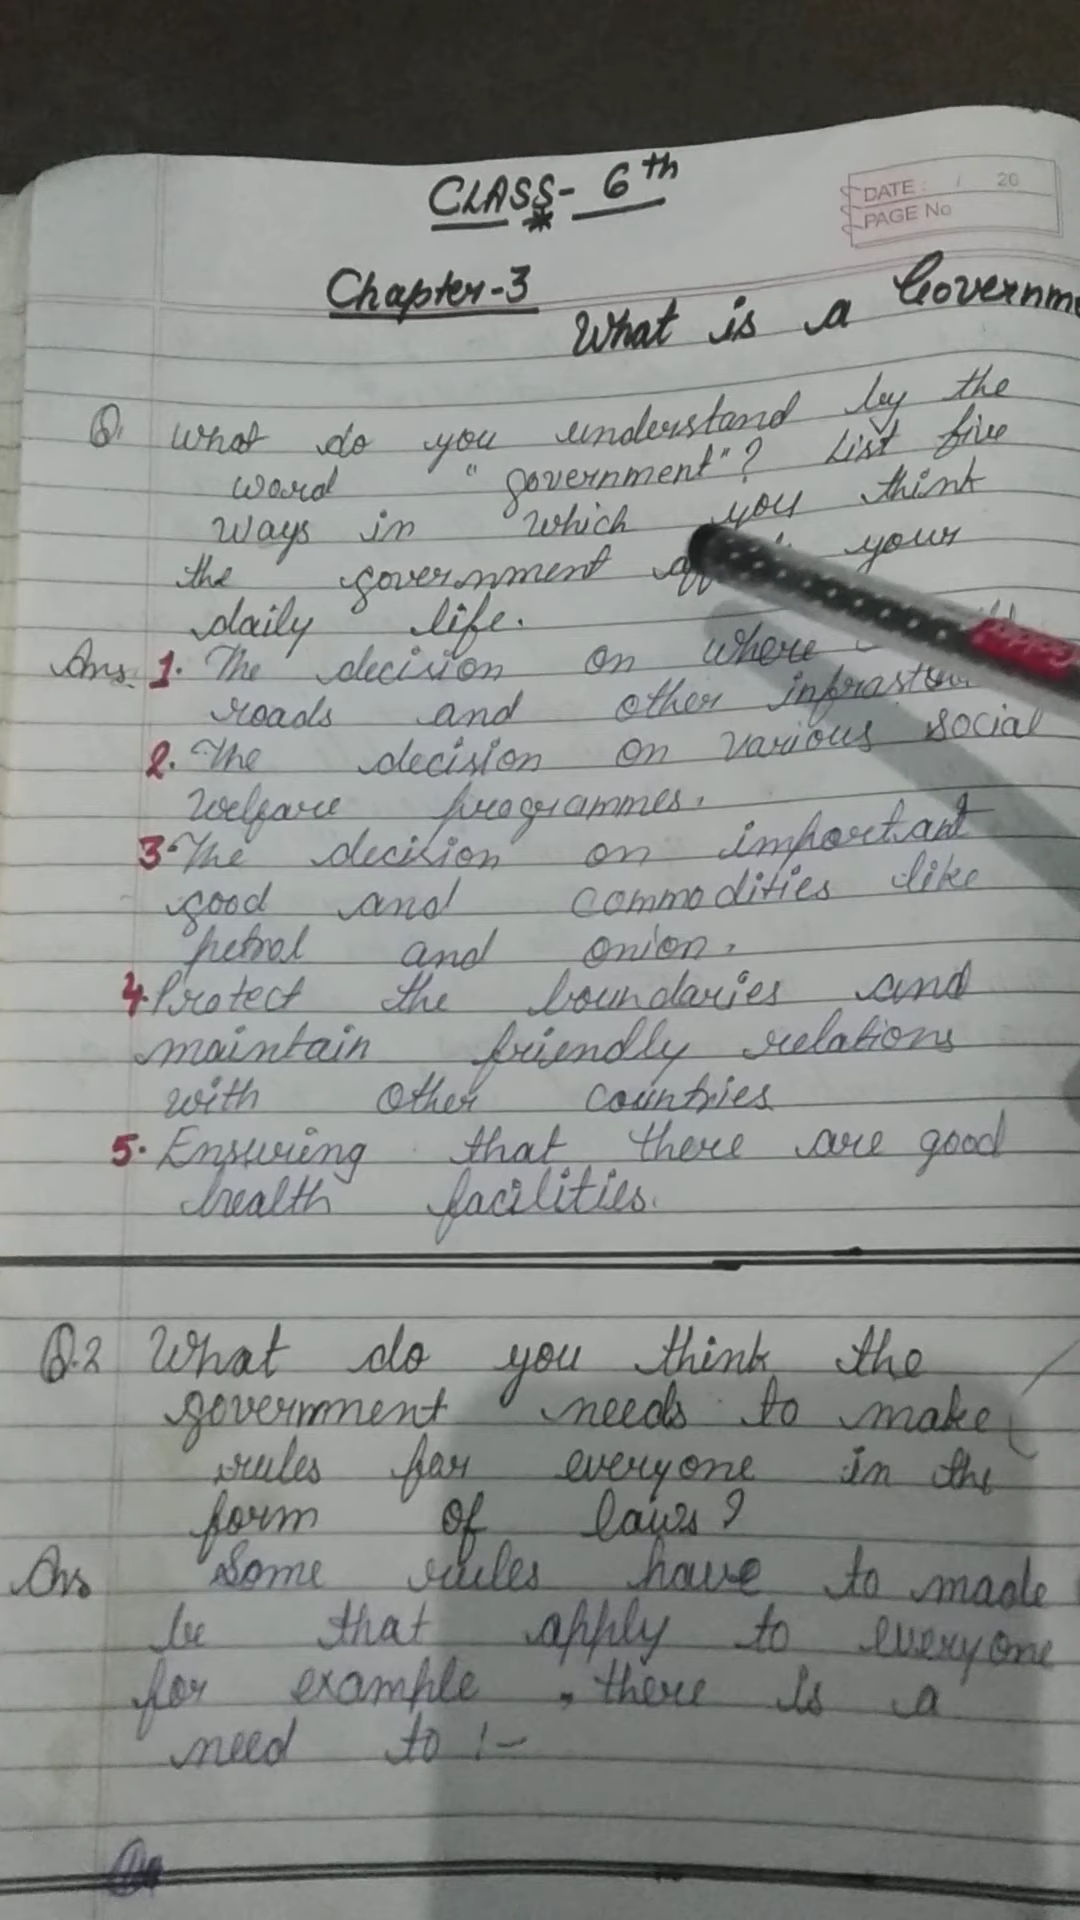 CLASS- 6th
DATE: / 20
PAGE No
Chapter-3
What is a Governm
Q. What do you understand by the
word "government"? List five
ways in which you think
the government your
daily life.
Ans. 1. The decision on where
roads and other infrastru
2. The decision on various social
welfare programmes.
3. The decision on important
good and commodities like
petrol and onion.
4. Protect the boundaries and
maintain friendly relations
with other countries
5. Ensuring that there are good
health facilities.
Q.2 What do you think the
government needs to make
rules for everyone in the
form of laws?
Ans Some rules have to made
be that apply to everyone
for example, there is a
need to :-